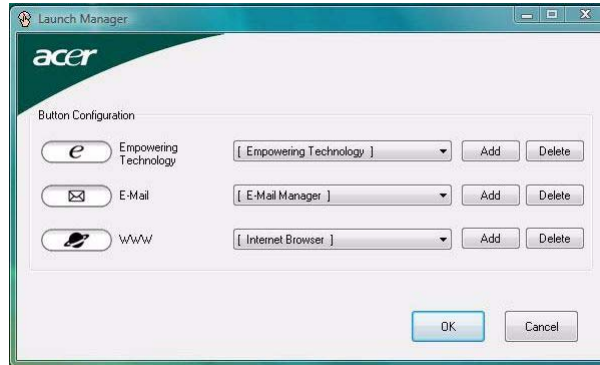 Launch Manager
acer
Button Configuration
e Empowering Technology [ Empowering Technology ] Add Delete
E-Mail [ E-Mail Manager ] Add Delete
WWW [ Internet Browser ] Add Delete
OK Cancel